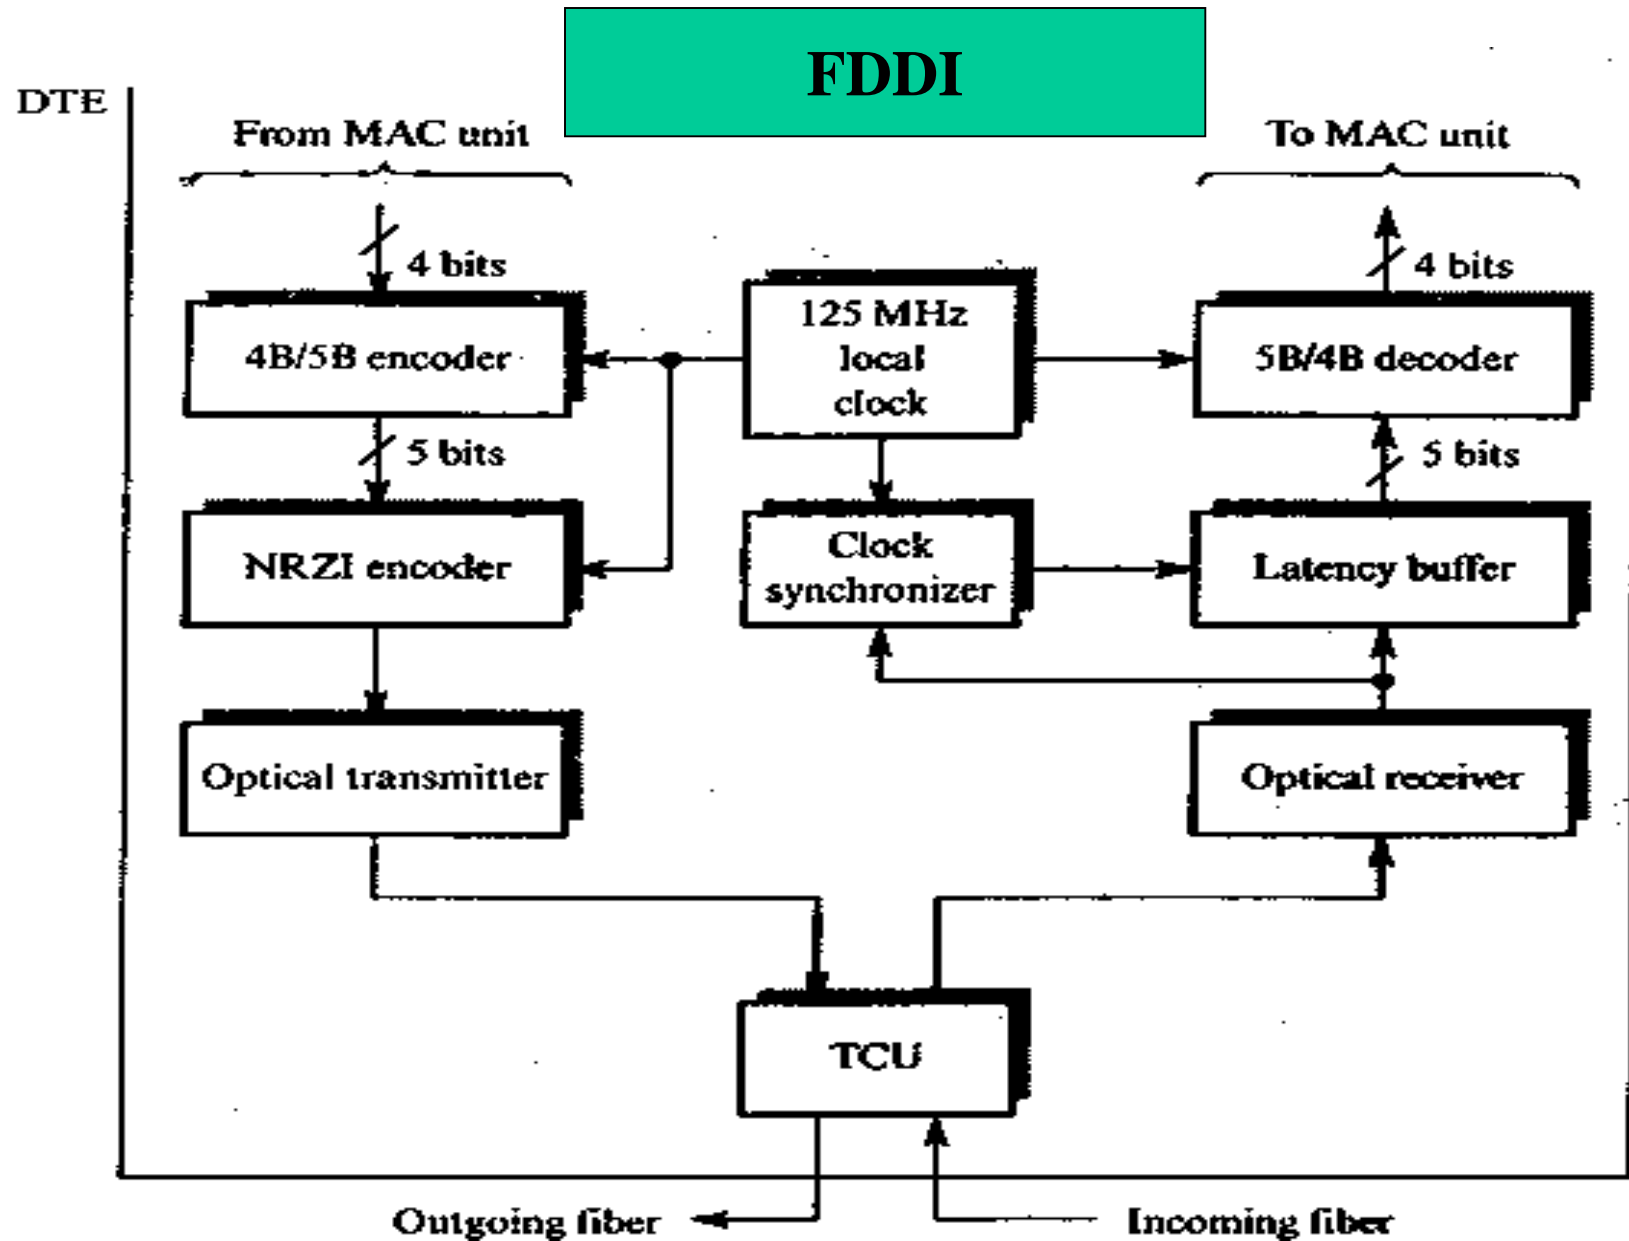 FDDI
DTE
From MAC unit
To MAC unit
4 bits
4 bits
125 MHz
local
clock
4B/5B encoder
5B/4B decoder
5 bits
5 bits
NRZI encoder
Clock
synchronizer
Latency buffer
Optical transmitter
Optical receiver
TCU
Outgoing fiber
Incoming fiber